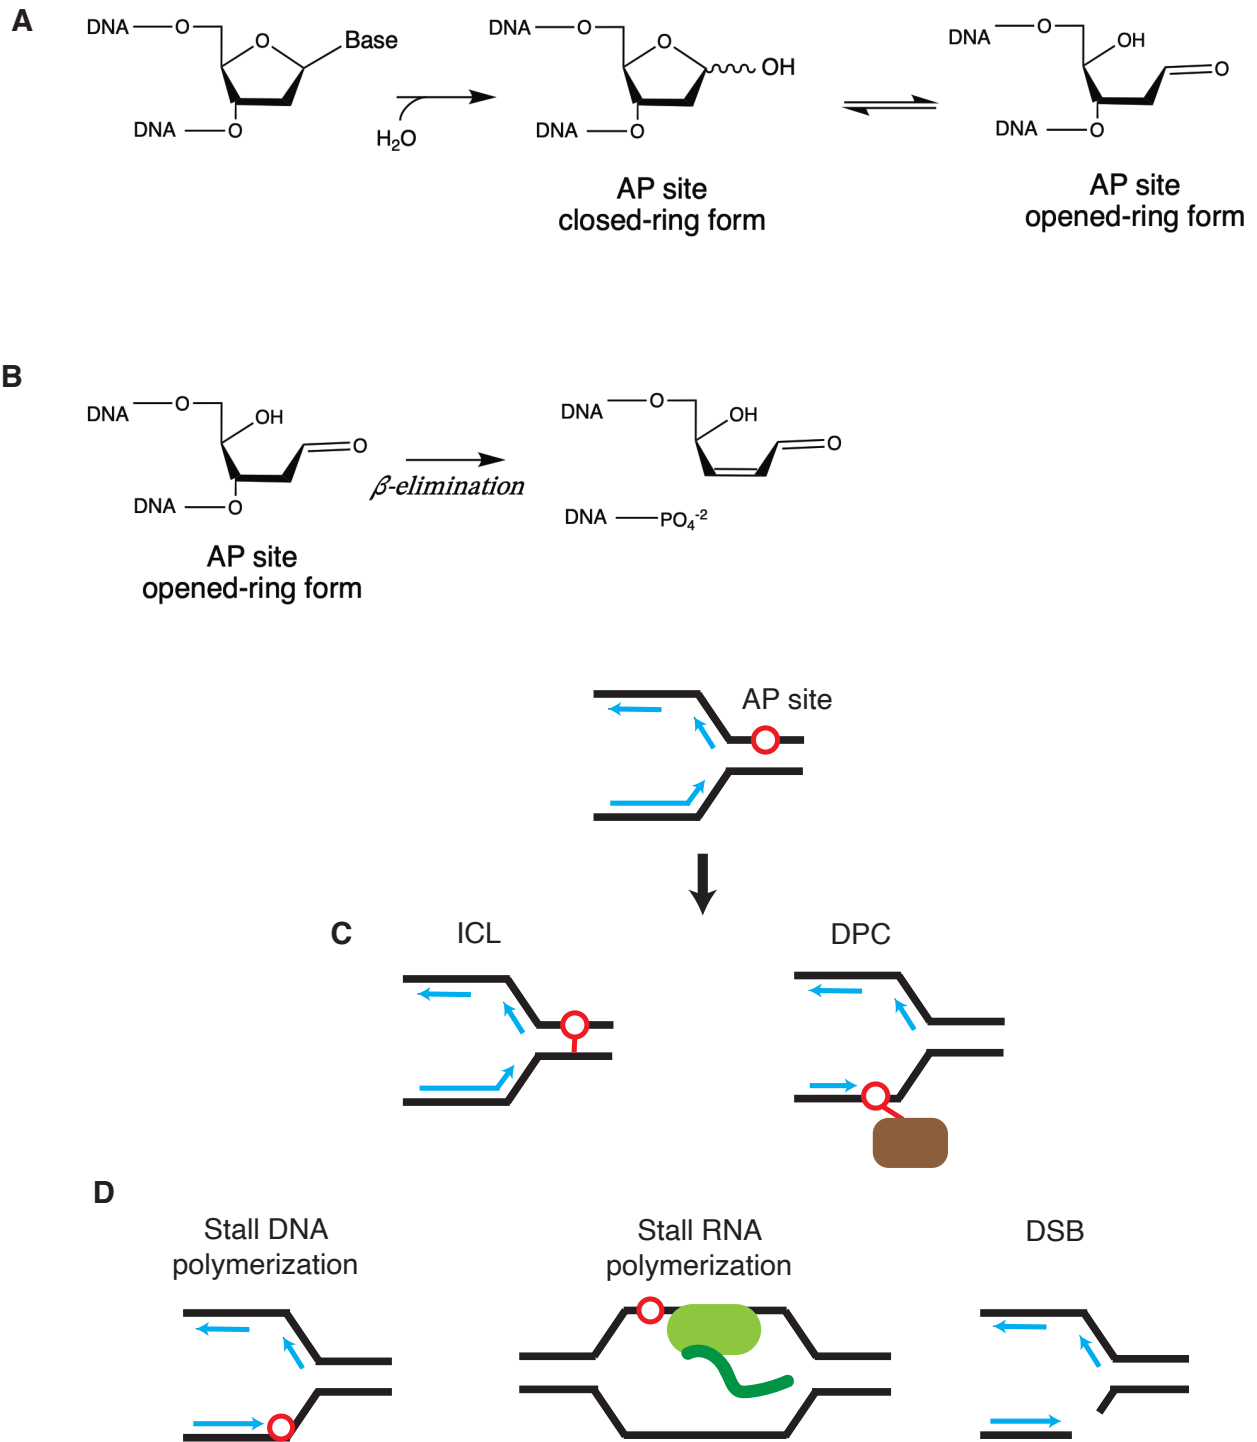 A
DNA O O Base
DNA O
H₂O
DNA O O OH
DNA O
AP site
closed-ring form
DNA O OH O
DNA O
AP site
opened-ring form
B
DNA O OH O
DNA O
AP site
opened-ring form
β-elimination
DNA O OH O
DNA PO₄⁻²
AP site
C
ICL
DPC
D
Stall DNA
polymerization
Stall RNA
polymerization
DSB